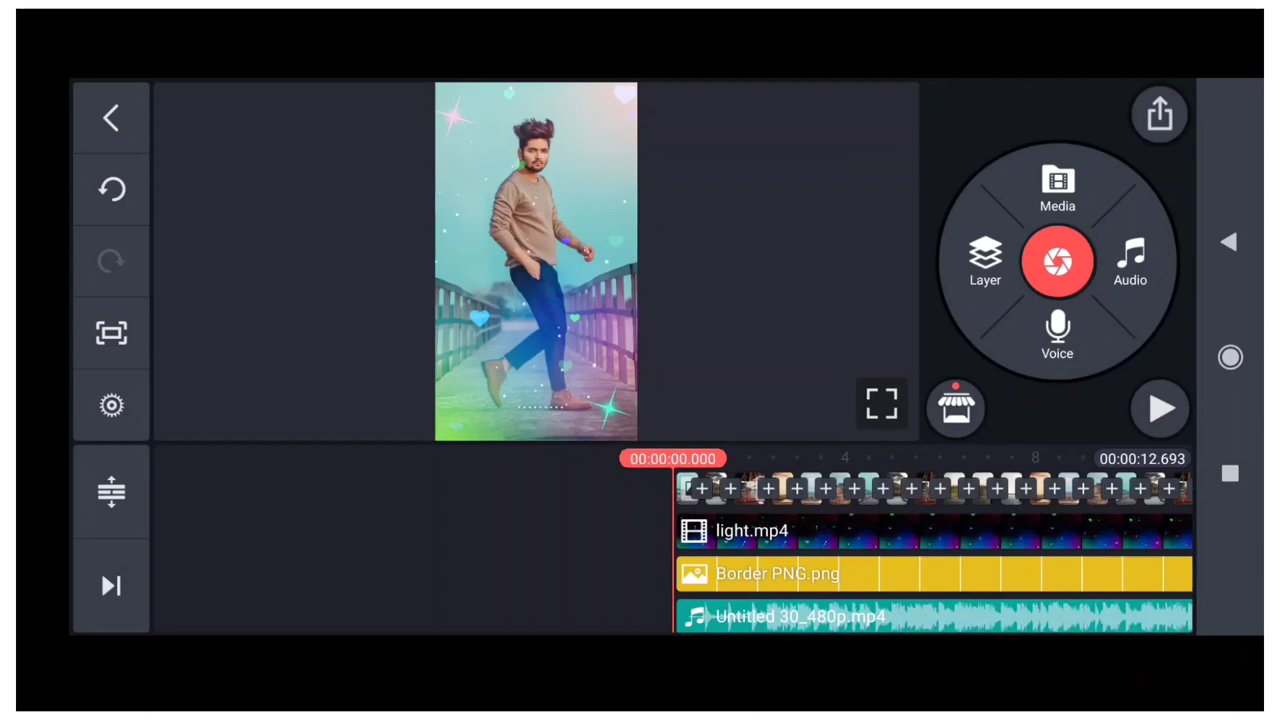 Media
Layer
Audio
Voice
00:00:00.000
4
8
00:00:12.693
light.mp4
Border PNG.png
Untitled 30_480p.mp4